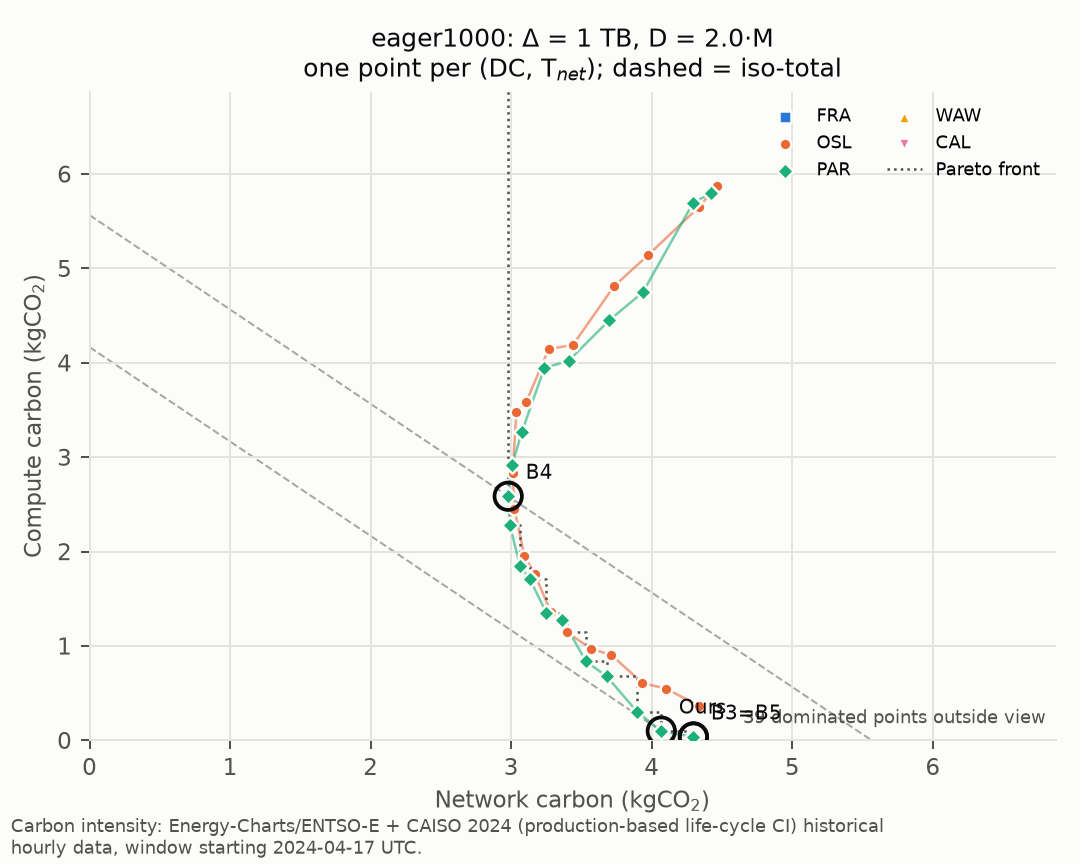 eager1000: Δ = 1 TB, D = 2.0·M
one point per (DC, Tnet); dashed = iso-total
FRA
OSL
PAR
WAW
CAL
Pareto front
Compute carbon (kgCO2)
6
5
4
3
2
1
0
B4
Ours
B3=B5
39 dominated points outside view
0 1 2 3 4 5 6
Network carbon (kgCO2)
Carbon intensity: Energy-Charts/ENTSO-E + CAISO 2024 (production-based life-cycle CI) historical
hourly data, window starting 2024-04-17 UTC.